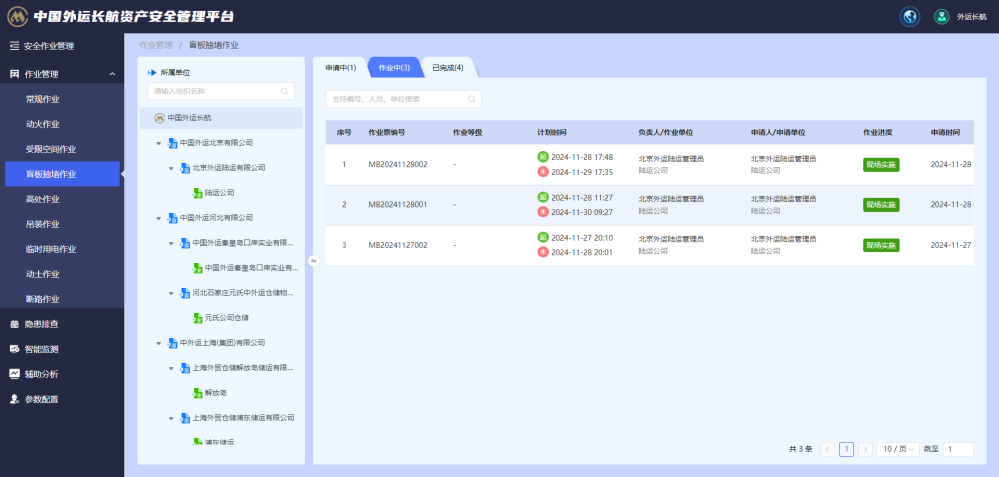 中国外运长航资产安全管理平台
外运长航
安全作业管理
作业管理
常规作业
动火作业
受限空间作业
盲板抽堵作业
高处作业
吊装作业
临时用电作业
动土作业
断路作业
隐患排查
智能监测
辅助分析
参数配置
作业管理 / 盲板抽堵作业
所属单位
请输入组织名称
中国外运长航
中国外运北京有限公司
北京外运陆运有限公司
陆运公司
中国外运河北有限公司
中国外运秦皇岛口岸实业有限...
中国外运秦皇岛口岸实业有...
河北石家庄元氏中外运仓储物...
元氏公司仓储
中外运上海(集团)有限公司
上海外贸仓储解放岛储运有限...
解放岛
上海外贸仓储浦东储运有限公司
浦东储运
申请中(1) 作业中(3) 已完成(4)
支持编号、人员、单位搜索
序号 作业票编号 作业等级 计划时间 负责人/作业单位 申请人/申请单位 作业进度 申请时间
1 MB20241128002 - 起 2024-11-28 17:48 北京外运陆运管理员 北京外运陆运管理员 现场实施 2024-11-28
末 2024-11-29 17:35 陆运公司 陆运公司
2 MB20241128001 - 起 2024-11-28 11:27 北京外运陆运管理员 北京外运陆运管理员 现场实施 2024-11-28
末 2024-11-30 09:27 陆运公司 陆运公司
3 MB20241127002 - 起 2024-11-27 20:10 北京外运陆运管理员 北京外运陆运管理员 现场实施 2024-11-27
末 2024-11-28 20:01 陆运公司 陆运公司
共 3 条 < 1 > 10 / 页 跳至 1